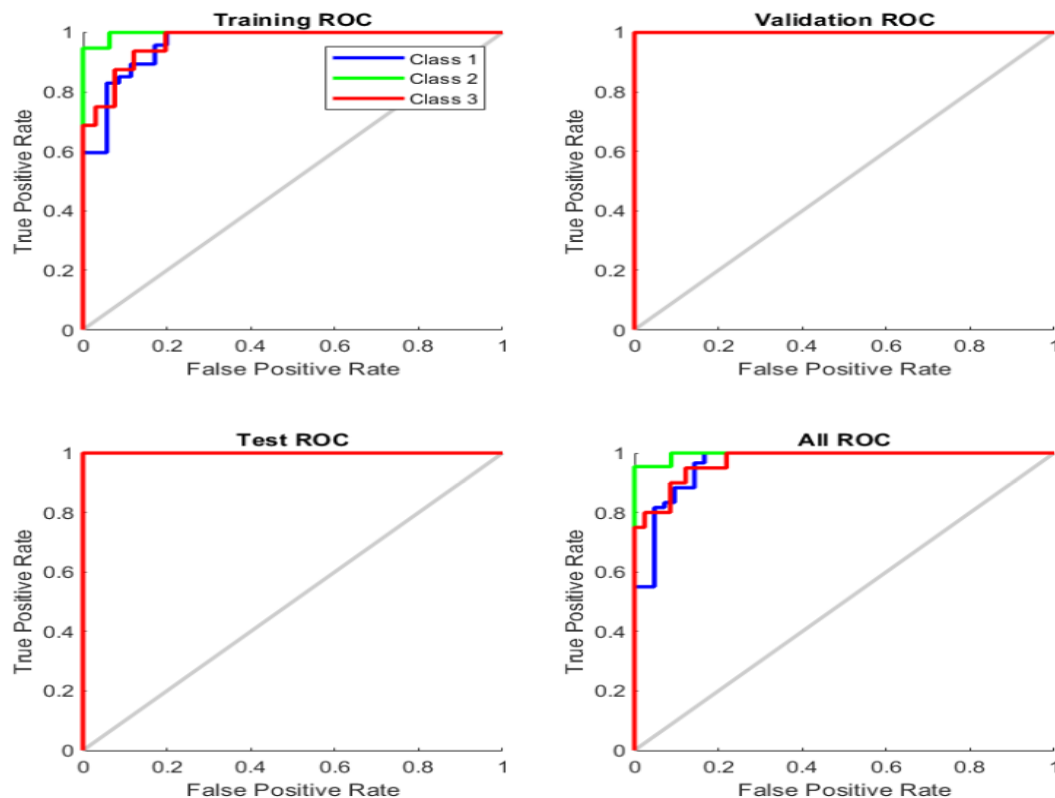 Training ROC
1
0.8
0.6
0.4
0.2
0
True Positive Rate
Class 1
Class 2
Class 3
0 0.2 0.4 0.6 0.8 1
False Positive Rate
Validation ROC
1
0.8
0.6
0.4
0.2
0
True Positive Rate
0 0.2 0.4 0.6 0.8 1
False Positive Rate
Test ROC
1
0.8
0.6
0.4
0.2
0
True Positive Rate
0 0.2 0.4 0.6 0.8 1
False Positive Rate
All ROC
1
0.8
0.6
0.4
0.2
0
True Positive Rate
0 0.2 0.4 0.6 0.8 1
False Positive Rate